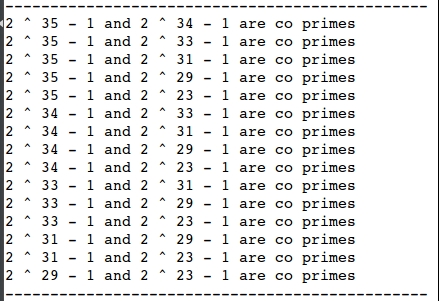 2 ^ 35 - 1 and 2 ^ 34 - 1 are co primes
2 ^ 35 - 1 and 2 ^ 33 - 1 are co primes
2 ^ 35 - 1 and 2 ^ 31 - 1 are co primes
2 ^ 35 - 1 and 2 ^ 29 - 1 are co primes
2 ^ 35 - 1 and 2 ^ 23 - 1 are co primes
2 ^ 34 - 1 and 2 ^ 33 - 1 are co primes
2 ^ 34 - 1 and 2 ^ 31 - 1 are co primes
2 ^ 34 - 1 and 2 ^ 29 - 1 are co primes
2 ^ 34 - 1 and 2 ^ 23 - 1 are co primes
2 ^ 33 - 1 and 2 ^ 31 - 1 are co primes
2 ^ 33 - 1 and 2 ^ 29 - 1 are co primes
2 ^ 33 - 1 and 2 ^ 23 - 1 are co primes
2 ^ 31 - 1 and 2 ^ 29 - 1 are co primes
2 ^ 31 - 1 and 2 ^ 23 - 1 are co primes
2 ^ 29 - 1 and 2 ^ 23 - 1 are co primes